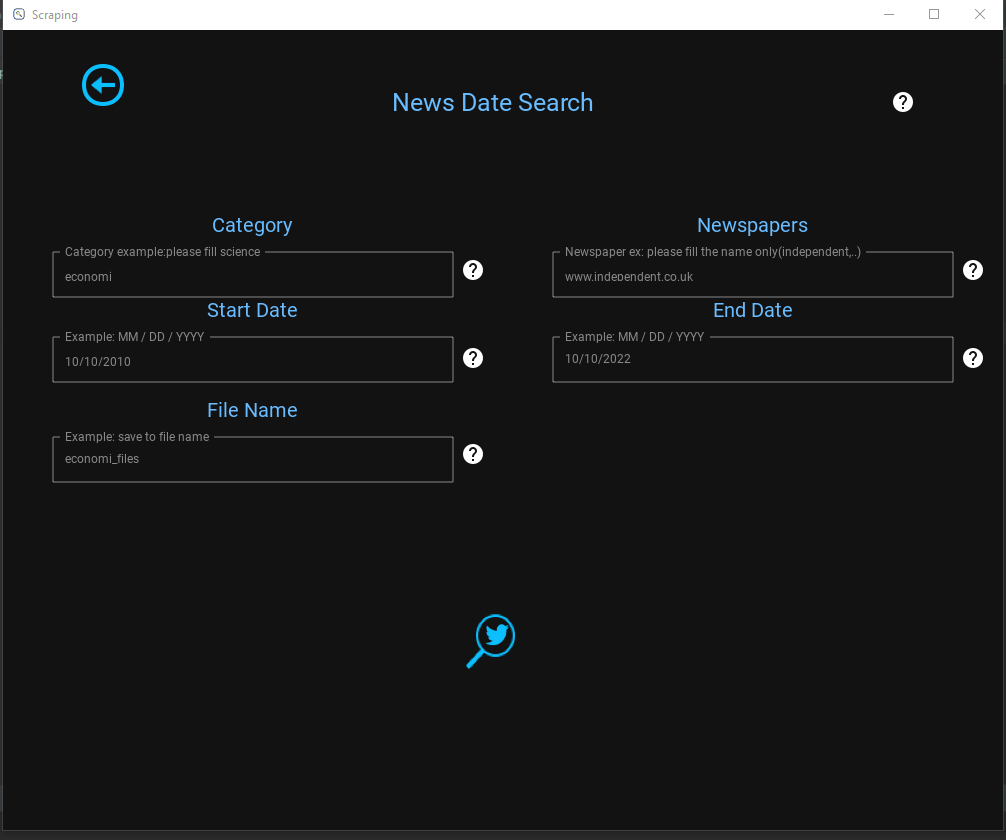 Scraping
News Date Search
Category
Newspapers
Category example:please fill science
Newspaper ex: please fill the name only(independent,..)
economi
www.independent.co.uk
Start Date
End Date
Example: MM / DD / YYYY
Example: MM / DD / YYYY
10/10/2010
10/10/2022
File Name
Example: save to file name
economi_files